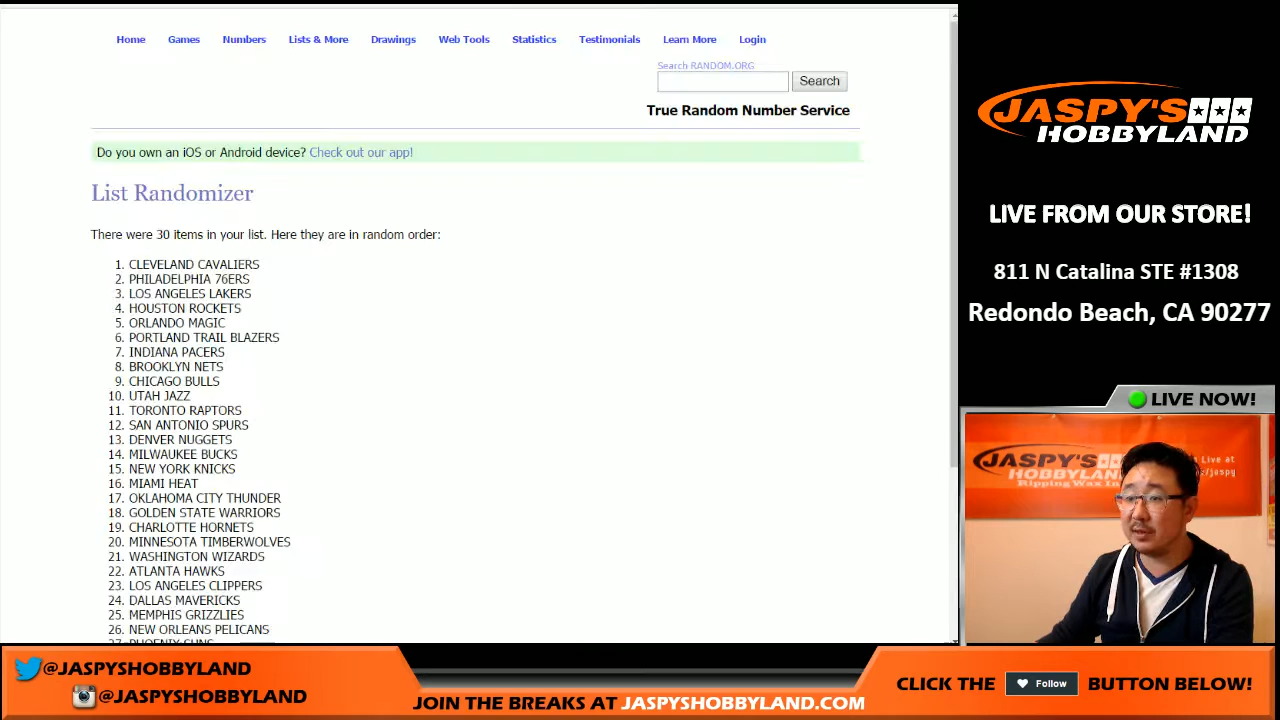 Home Games Numbers Lists & More Drawings Web Tools Statistics Testimonials Learn More Login
Search RANDOM.ORG
Search
True Random Number Service
Do you own an iOS or Android device? Check out our app!
List Randomizer
There were 30 items in your list. Here they are in random order:
1. CLEVELAND CAVALIERS
2. PHILADELPHIA 76ERS
3. LOS ANGELES LAKERS
4. HOUSTON ROCKETS
5. ORLANDO MAGIC
6. PORTLAND TRAIL BLAZERS
7. INDIANA PACERS
8. BROOKLYN NETS
9. CHICAGO BULLS
10. UTAH JAZZ
11. TORONTO RAPTORS
12. SAN ANTONIO SPURS
13. DENVER NUGGETS
14. MILWAUKEE BUCKS
15. NEW YORK KNICKS
16. MIAMI HEAT
17. OKLAHOMA CITY THUNDER
18. GOLDEN STATE WARRIORS
19. CHARLOTTE HORNETS
20. MINNESOTA TIMBERWOLVES
21. WASHINGTON WIZARDS
22. ATLANTA HAWKS
23. LOS ANGELES CLIPPERS
24. DALLAS MAVERICKS
25. MEMPHIS GRIZZLIES
26. NEW ORLEANS PELICANS
27. PHOENIX SUNS
JASPY'S
HOBBYLAND
LIVE FROM OUR STORE!
811 N Catalina STE #1308
Redondo Beach, CA 90277
LIVE NOW!
JASPY'S
HOBBYLAND
Ripping Wax
Live at
/jaspy
@JASPYSHOBBYLAND
@JASPYSHOBBYLAND
JOIN THE BREAKS AT JASPYSHOBBYLAND.COM
CLICK THE Follow BUTTON BELOW!